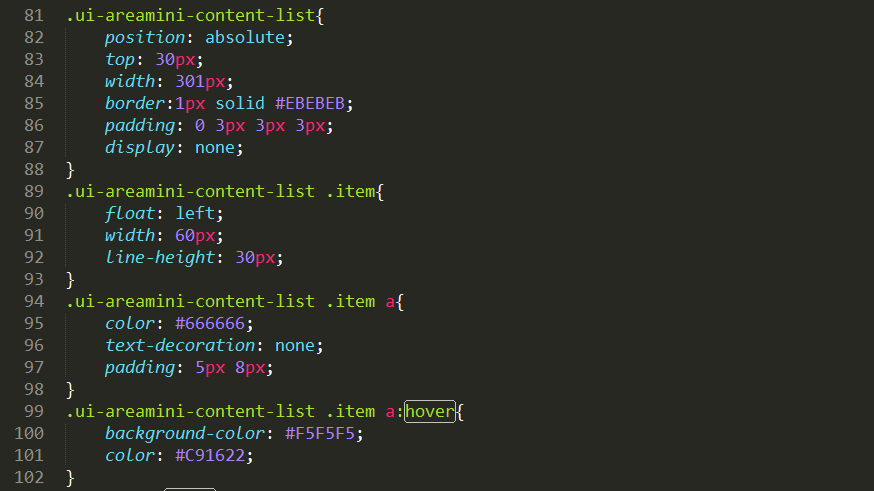 81 .ui-areamini-content-list{
82     position: absolute;
83     top: 30px;
84     width: 301px;
85     border:1px solid #EBEBEB;
86     padding: 0 3px 3px 3px;
87     display: none;
88 }
89 .ui-areamini-content-list .item{
90     float: left;
91     width: 60px;
92     line-height: 30px;
93 }
94 .ui-areamini-content-list .item a{
95     color: #666666;
96     text-decoration: none;
97     padding: 5px 8px;
98 }
99 .ui-areamini-content-list .item a:hover{
100     background-color: #F5F5F5;
101     color: #C91622;
102 }